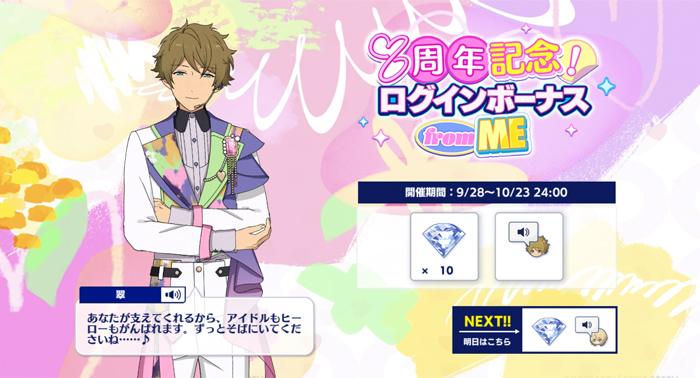 8周年記念!
ログインボーナス
from ME
開催期間：9/28～10/23 24:00
× 10
翠
あなたが支えてくれるから、アイドルもヒー
ローもがんばれます。ずっとそばにいてくだ
さいね……♪
NEXT!!
明日はこちら